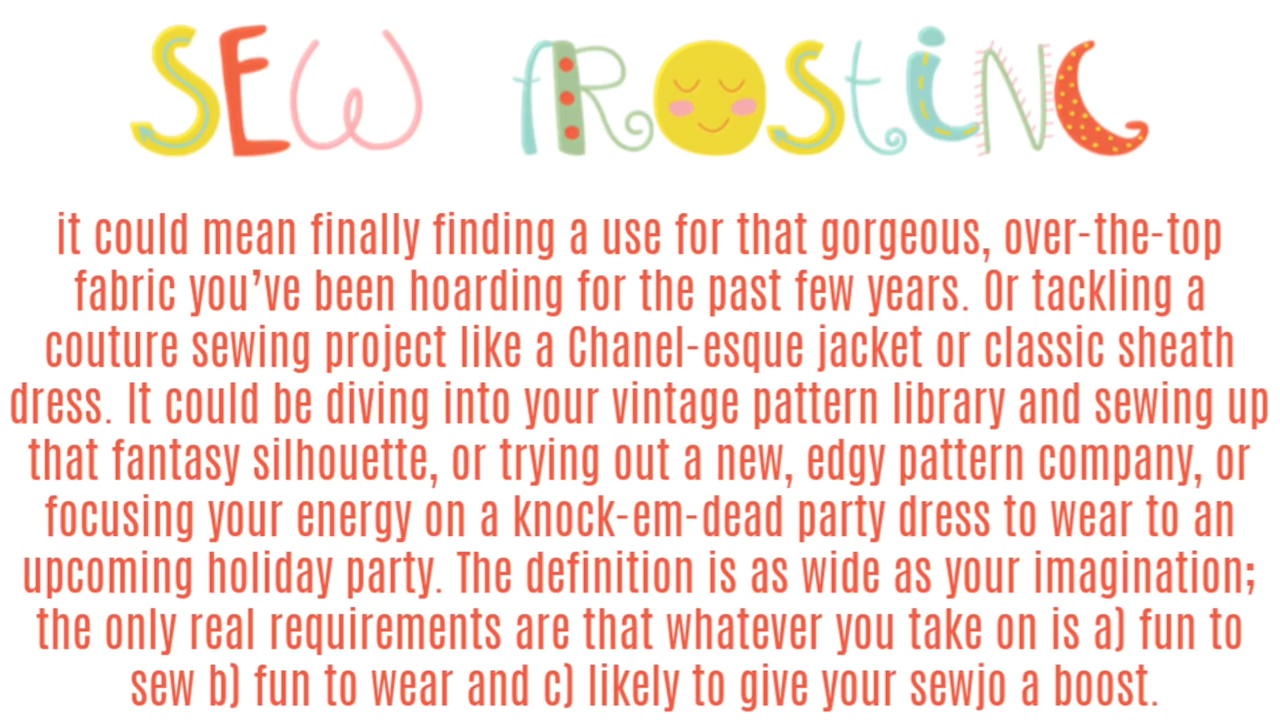 SEW fROStiNG
it could mean finally finding a use for that gorgeous, over-the-top
fabric you've been hoarding for the past few years. Or tackling a
couture sewing project like a Chanel-esque jacket or classic sheath
dress. It could be diving into your vintage pattern library and sewing up
that fantasy silhouette, or trying out a new, edgy pattern company, or
focusing your energy on a knock-em-dead party dress to wear to an
upcoming holiday party. The definition is as wide as your imagination;
the only real requirements are that whatever you take on is a) fun to
sew b) fun to wear and c) likely to give your sewjo a boost.